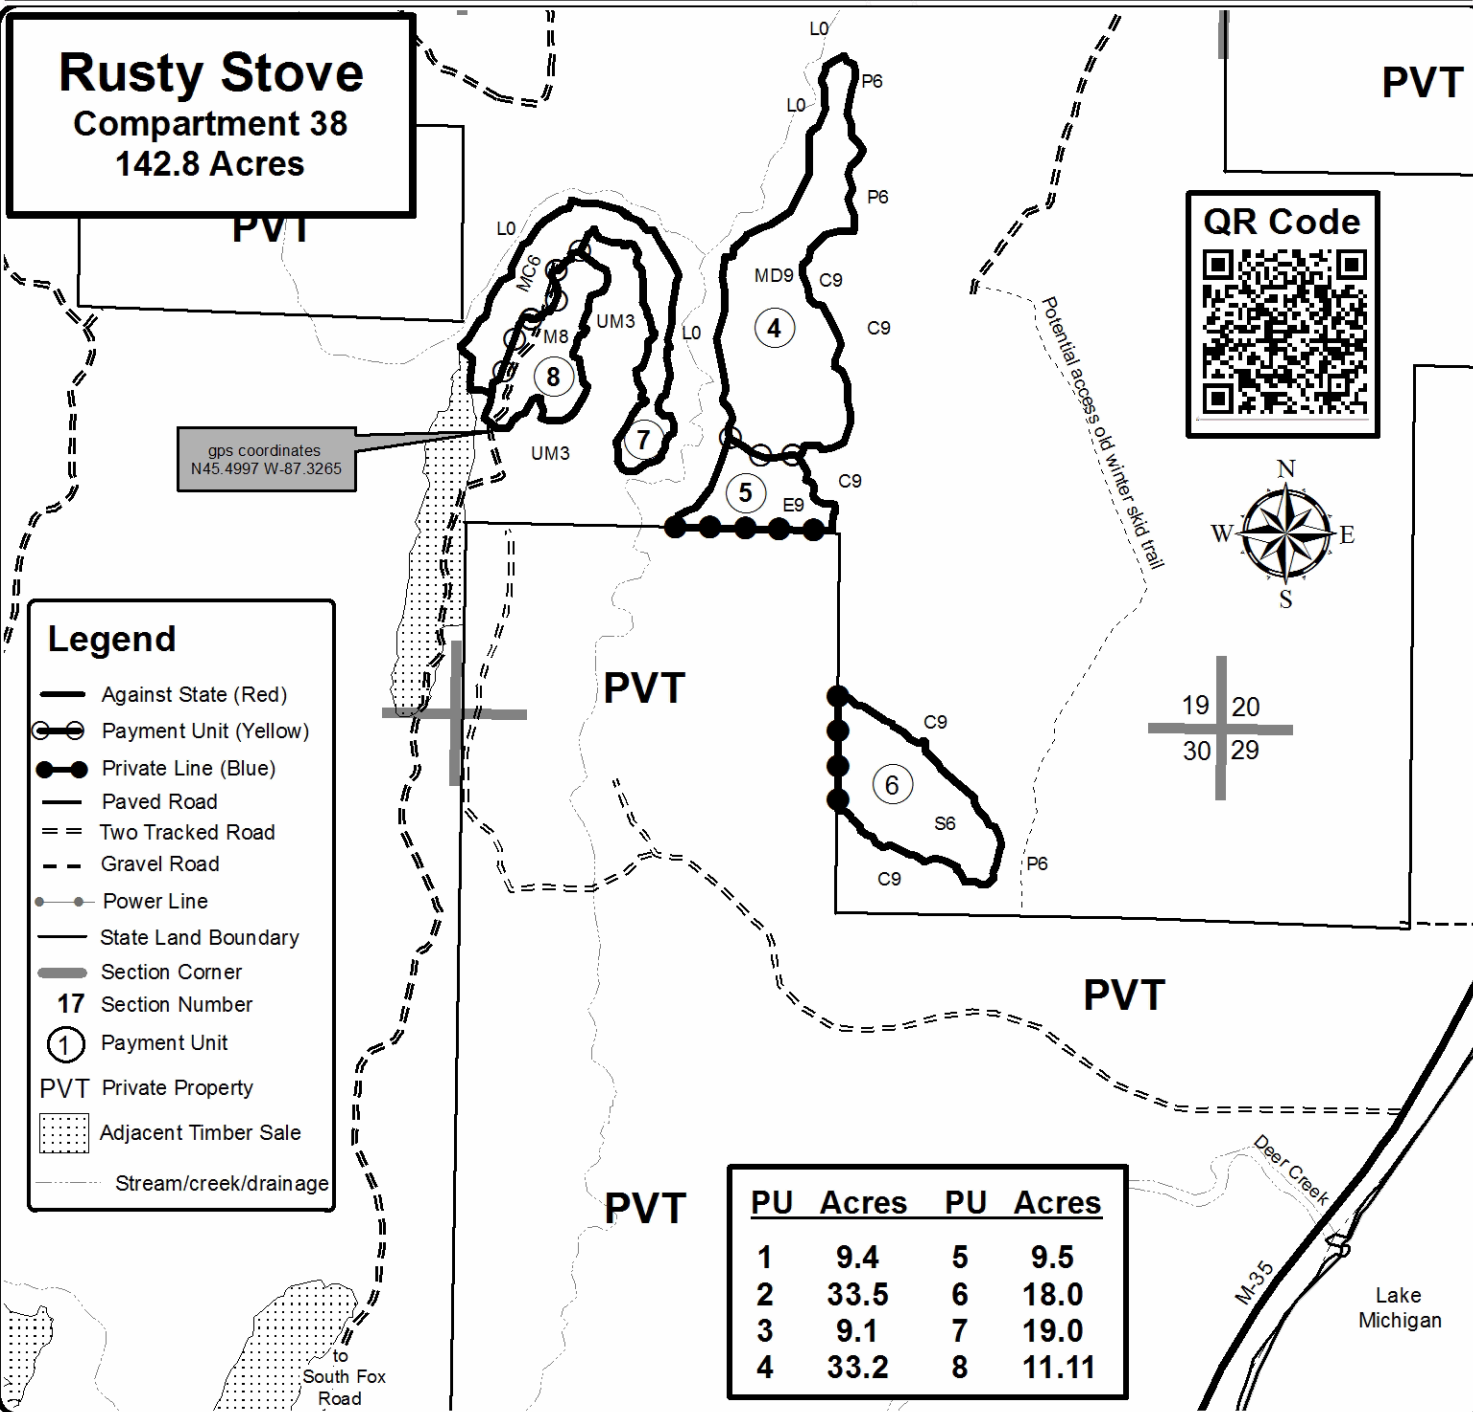 Rusty Stove
Compartment 38
142.8 Acres
PVT
PVT
L0
P6
L0
P6
L0
MC6
MD9
C9
UM3
M8
L0
C9
4
8
7
UM3
5
E9
C9
gps coordinates
N45.4997 W-87.3265
Potential access old winter skid trail
QR Code
N
W
E
S
Legend
Against State (Red)
Payment Unit (Yellow)
Private Line (Blue)
Paved Road
Two Tracked Road
Gravel Road
Power Line
State Land Boundary
Section Corner
17 Section Number
1 Payment Unit
PVT Private Property
Adjacent Timber Sale
Stream/creek/drainage
PVT
C9
6
S6
C9
P6
19 20
30 29
PVT
PVT
PU Acres PU Acres
1 9.4 5 9.5
2 33.5 6 18.0
3 9.1 7 19.0
4 33.2 8 11.11
Deer Creek
M-35
Lake
Michigan
to
South Fox
Road